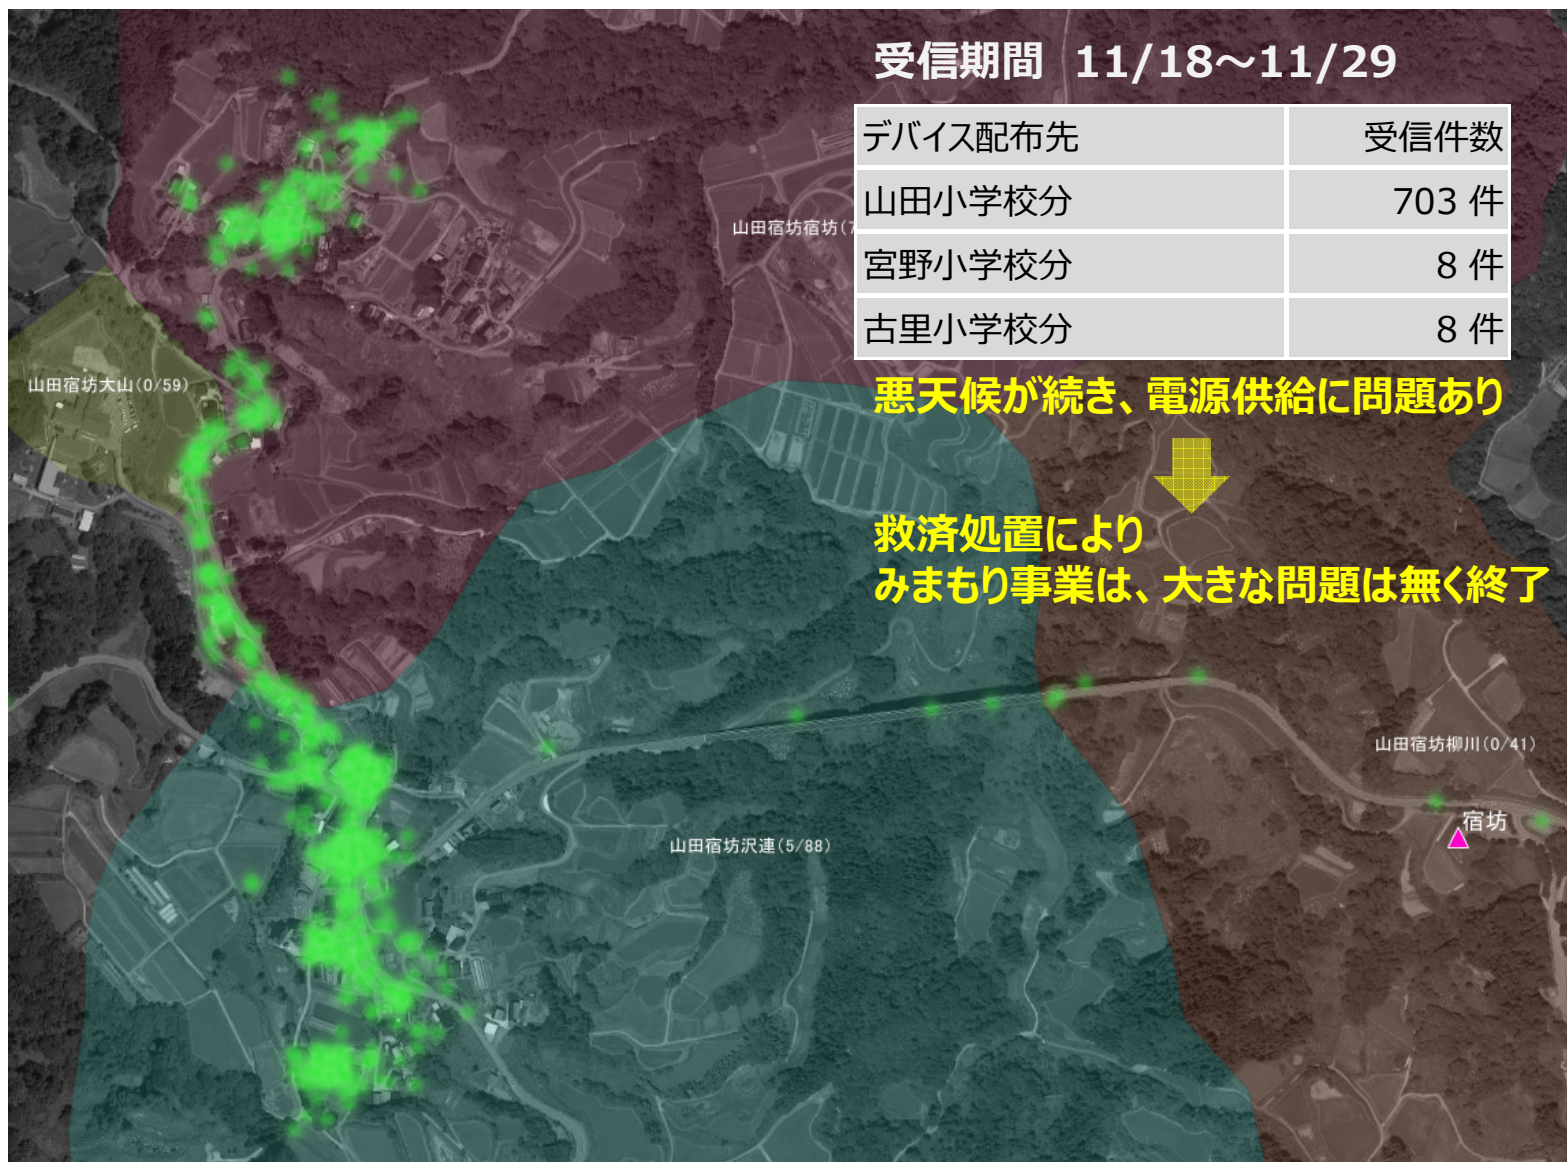 受信期間 11/18～11/29
デバイス配布先 受信件数
山田小学校分 703 件
宮野小学校分 8 件
古里小学校分 8 件
悪天候が続き、電源供給に問題あり
救済処置により
みまもり事業は、大きな問題は無く終了
山田宿坊宿坊(7
山田宿坊大山(0/59)
山田宿坊柳川(0/41)
宿坊
山田宿坊沢連(5/88)